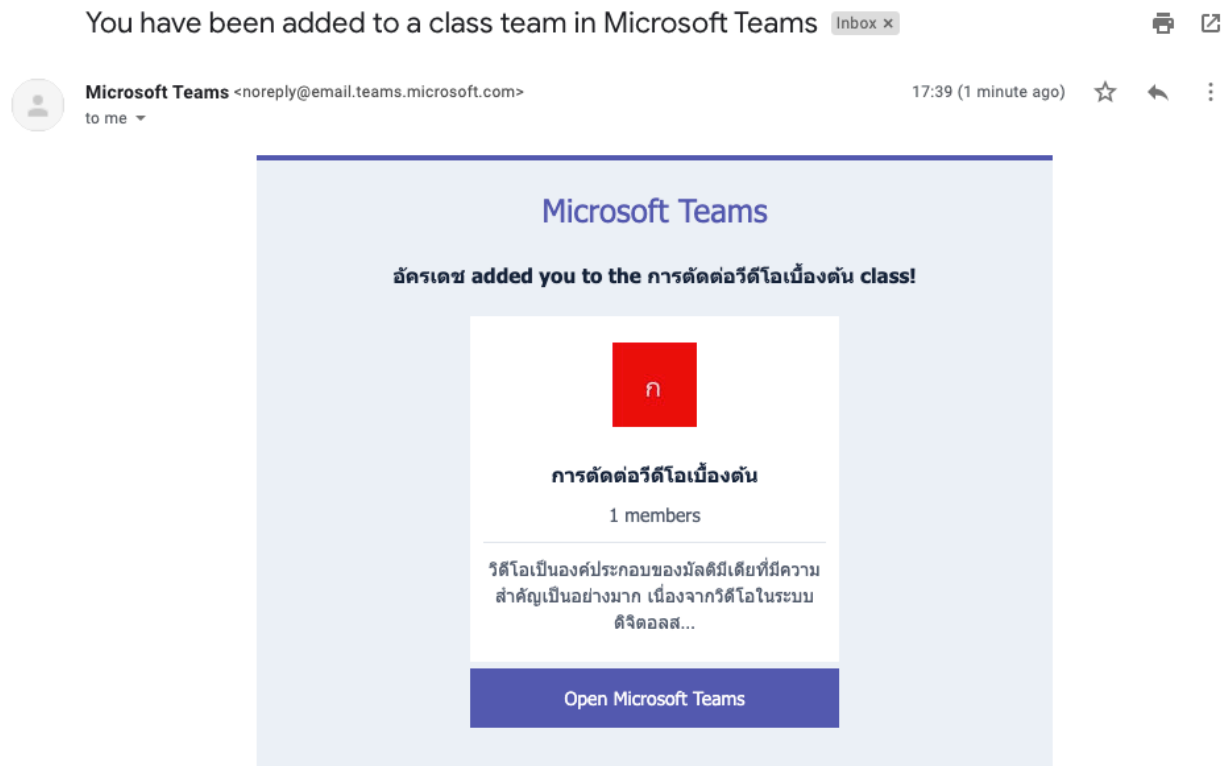 You have been added to a class team in Microsoft Teams Inbox ×
Microsoft Teams <noreply@email.teams.microsoft.com> 17:39 (1 minute ago)
to me
Microsoft Teams
อัครเดช added you to the การตัดต่อวีดีโอเบื้องต้น class!
ก
การตัดต่อวีดีโอเบื้องต้น
1 members
วิดีโอเป็นองค์ประกอบของมัลติมีเดียที่มีความ
สำคัญเป็นอย่างมาก เนื่องจากวิดีโอในระบบ
ดิจิตอลส...
Open Microsoft Teams